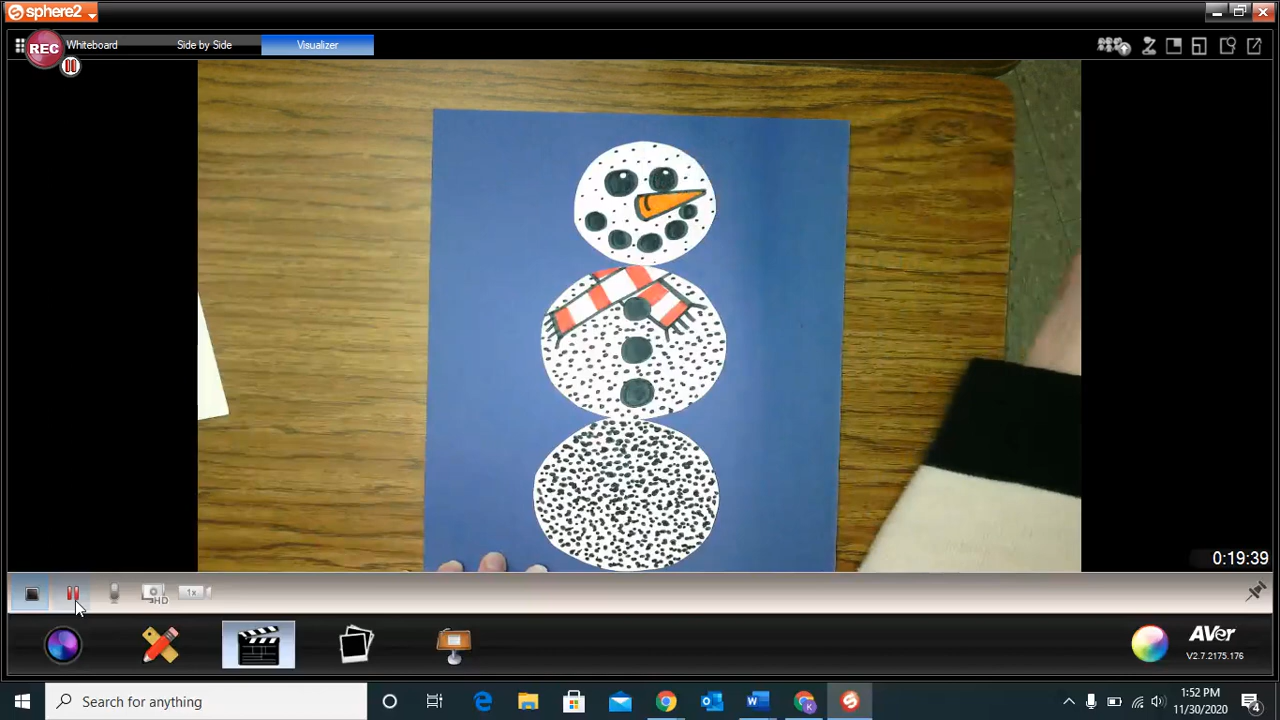 sphere2
REC
Whiteboard
Side by Side
Visualizer
0:19:39
HD
1x
AVer
V2.7.2175.176
Search for anything
1:52 PM
11/30/2020
4